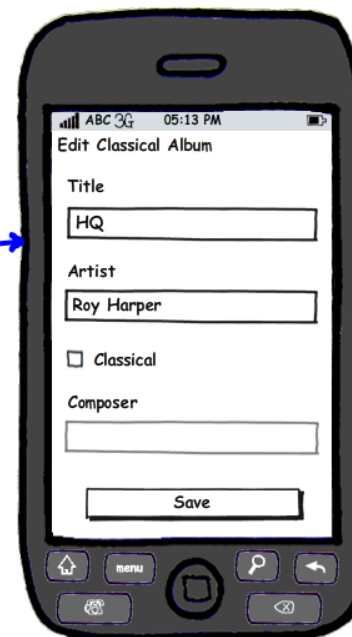 ABC 3G 05:13 PM
Edit Classical Album
Title
HQ
Artist
Roy Harper
Classical
Composer
Save
menu